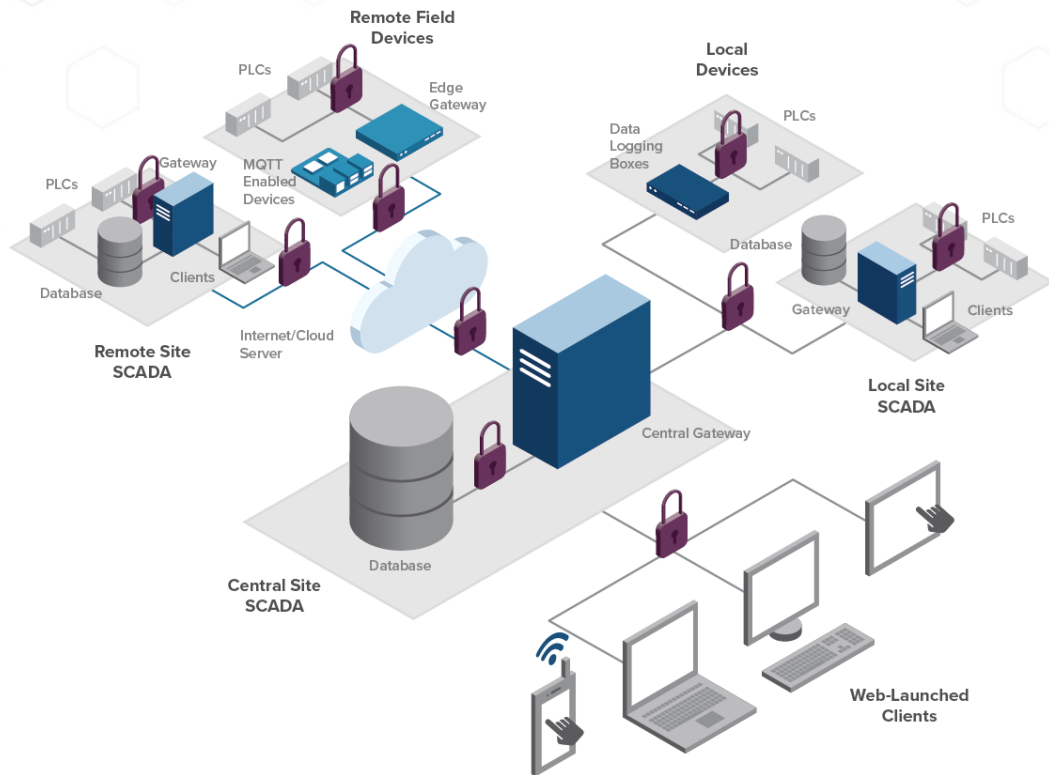 Remote Field
Devices
PLCs
Edge
Gateway
MQTT
Enabled
Devices
Local
Devices
PLCs
Data
Logging
Boxes
Gateway
PLCs
Database
Clients
Remote Site
SCADA
Internet/Cloud
Server
Database
PLCs
Gateway
Clients
Local Site
SCADA
Central Gateway
Database
Central Site
SCADA
Web-Launched
Clients